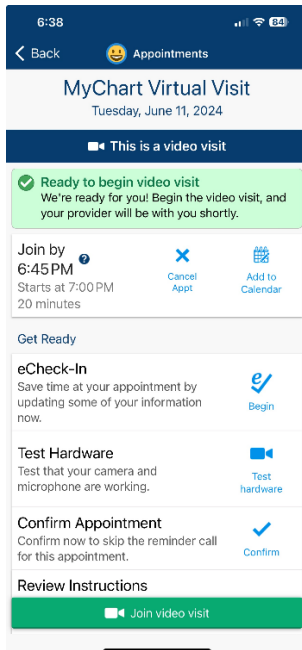 6:38
84
Back
Appointments
MyChart Virtual Visit
Tuesday, June 11, 2024
This is a video visit
Ready to begin video visit
We're ready for you! Begin the video visit, and
your provider will be with you shortly.
Join by
6:45 PM ?
Starts at 7:00 PM
20 minutes
Cancel
Appt
Add to
Calendar
Get Ready
eCheck-In
Save time at your appointment by
updating some of your information
now.
Begin
Test Hardware
Test that your camera and
microphone are working.
Test
hardware
Confirm Appointment
Confirm now to skip the reminder call
for this appointment.
Confirm
Review Instructions
Join video visit